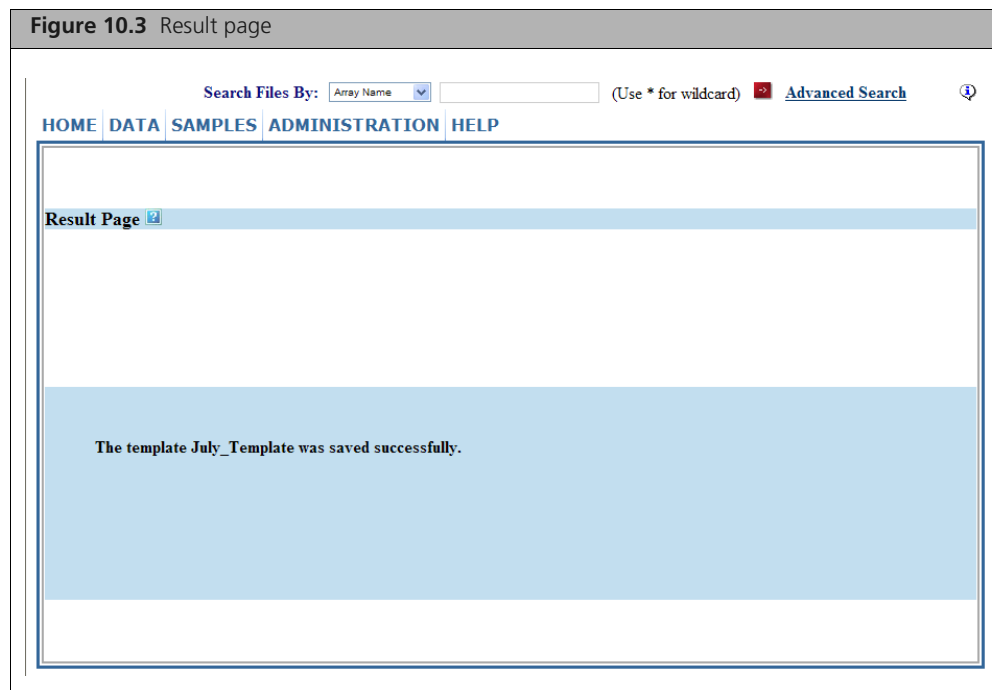 Figure 10.3 Result page
Search Files By: Array Name (Use * for wildcard) Advanced Search
HOME DATA SAMPLES ADMINISTRATION HELP
Result Page ?
The template July_Template was saved successfully.